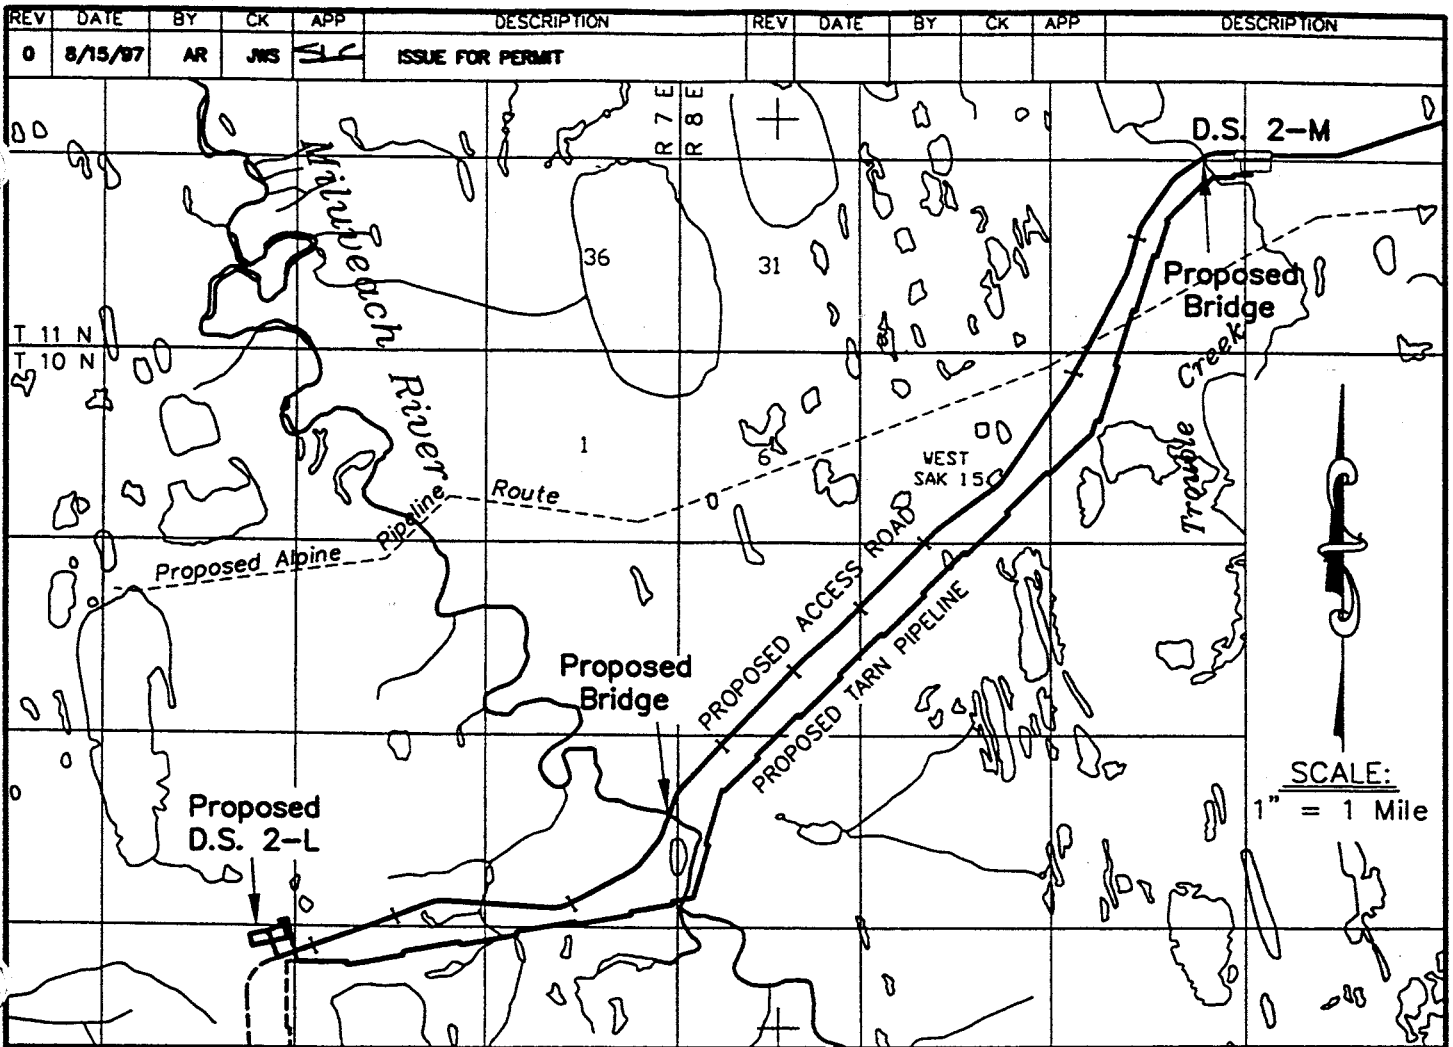 REV DATE BY CK APP DESCRIPTION REV DATE BY CK APP DESCRIPTION
0 8/15/97 AR JWS SLC ISSUE FOR PERMIT
R 7 E
R 8 E
D.S. 2-M
Miluveach
River
36
31
Proposed
Bridge
T 11 N
T 10 N
Trouble Creek
1
6
WEST
SAK 15
Proposed Alpine Pipeline Route
PROPOSED ACCESS ROAD
PROPOSED TARN PIPELINE
Proposed
Bridge
SCALE:
1" = 1 Mile
Proposed
D.S. 2-L